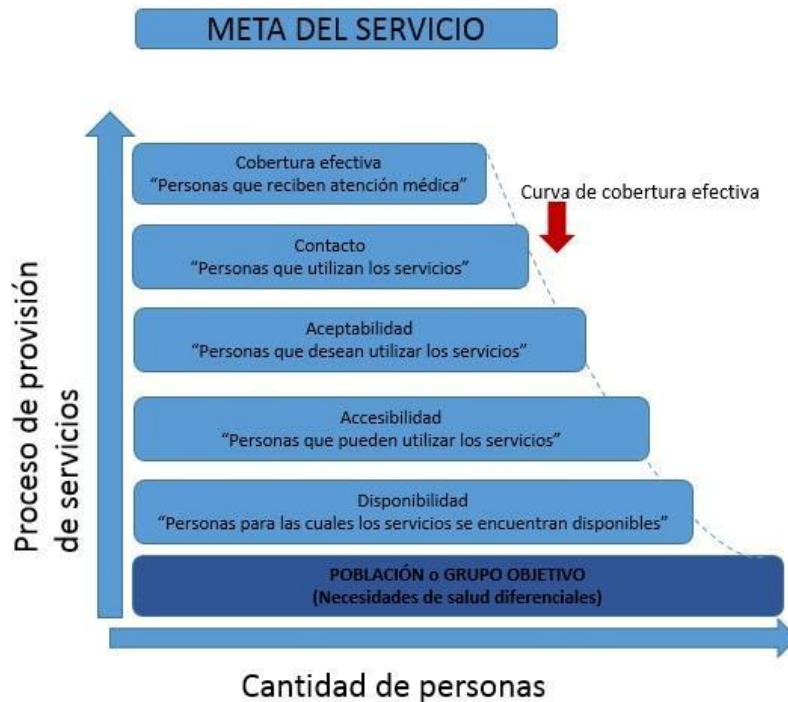 META DEL SERVICIO
Cobertura efectiva
“Personas que reciben atención médica”
Curva de cobertura efectiva
Contacto
“Personas que utilizan los servicios”
Aceptabilidad
“Personas que desean utilizar los servicios”
Accesibilidad
“Personas que pueden utilizar los servicios”
Disponibilidad
“Personas para las cuales los servicios se encuentran disponibles”
POBLACIÓN o GRUPO OBJETIVO
(Necesidades de salud diferenciales)
Proceso de provisión
de servicios
Cantidad de personas